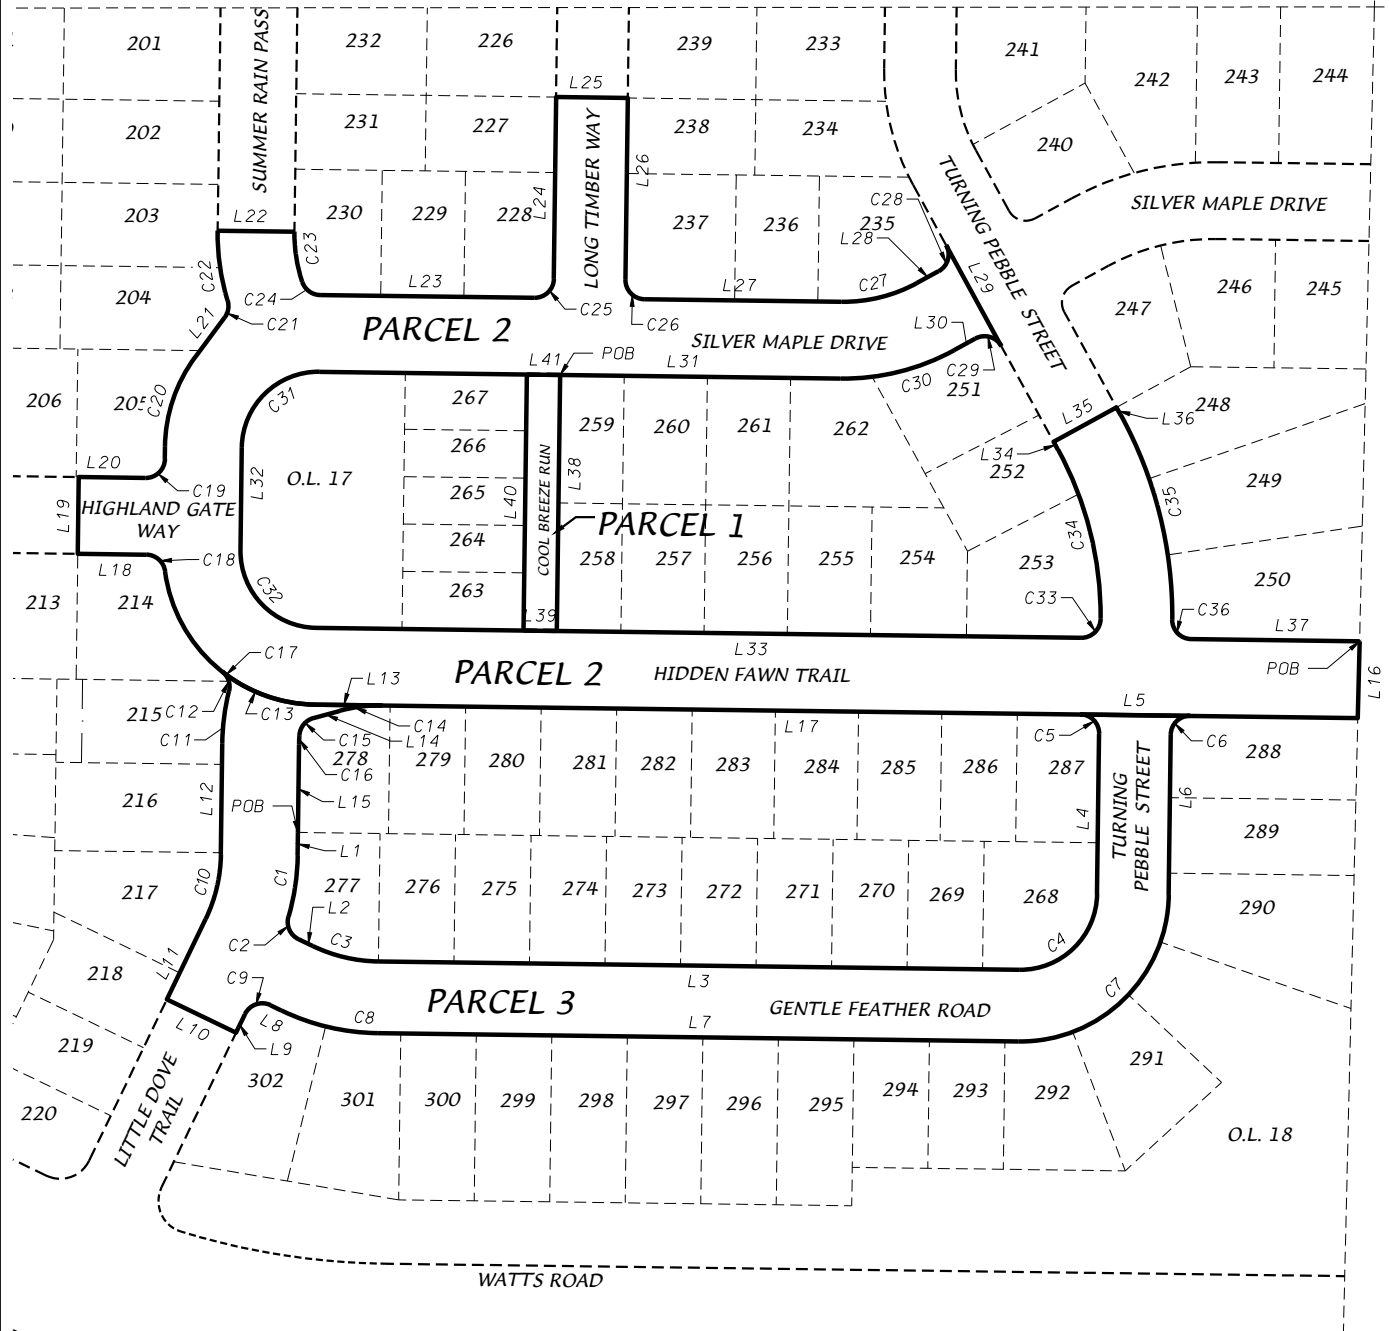 201
SUMMER RAIN PASS
232
226
239
233
241
242
243
244
L25
202
231
227
LONG TIMBER WAY
238
234
240
L26
TURNING PEBBLE STREET
203
L22
230
229
228
L24
237
236
235
C28
L28
SILVER MAPLE DRIVE
C22
C23
204
L21
C24
C21
L23
C25
C26
L27
C27
L29
247
246
245
PARCEL 2
SILVER MAPLE DRIVE
L30
L41
POB
L31
C30
C29
251
206
205
C20
C31
267
259
260
261
262
L35
L36
248
266
L34
252
L20
C19
L32
O.L. 17
265
L40
COOL BREEZE RUN
L38
249
L19
HIGHLAND GATE
WAY
PARCEL 1
C35
264
C34
C18
L18
213
214
C32
263
258
257
256
255
254
253
250
C33
C36
L39
L37
L33
C17
PARCEL 2
HIDDEN FAWN TRAIL
POB
L16
L13
L5
215
C12
C13
C11
C14
C15
L14
L17
C5
C6
278
C16
279
280
281
282
283
284
285
286
287
288
216
L12
POB
L15
L4
TURNING
PEBBLE STREET
L6
289
L1
217
C10
C1
277
276
275
274
273
272
271
270
269
268
290
L2
C2
C3
C4
L11
218
C9
PARCEL 3
L3
GENTLE FEATHER ROAD
C7
L10
L8
C8
L7
L9
219
302
291
220
LITTLE DOVE
TRAIL
301
300
299
298
297
296
295
294
293
292
O.L. 18
WATTS ROAD